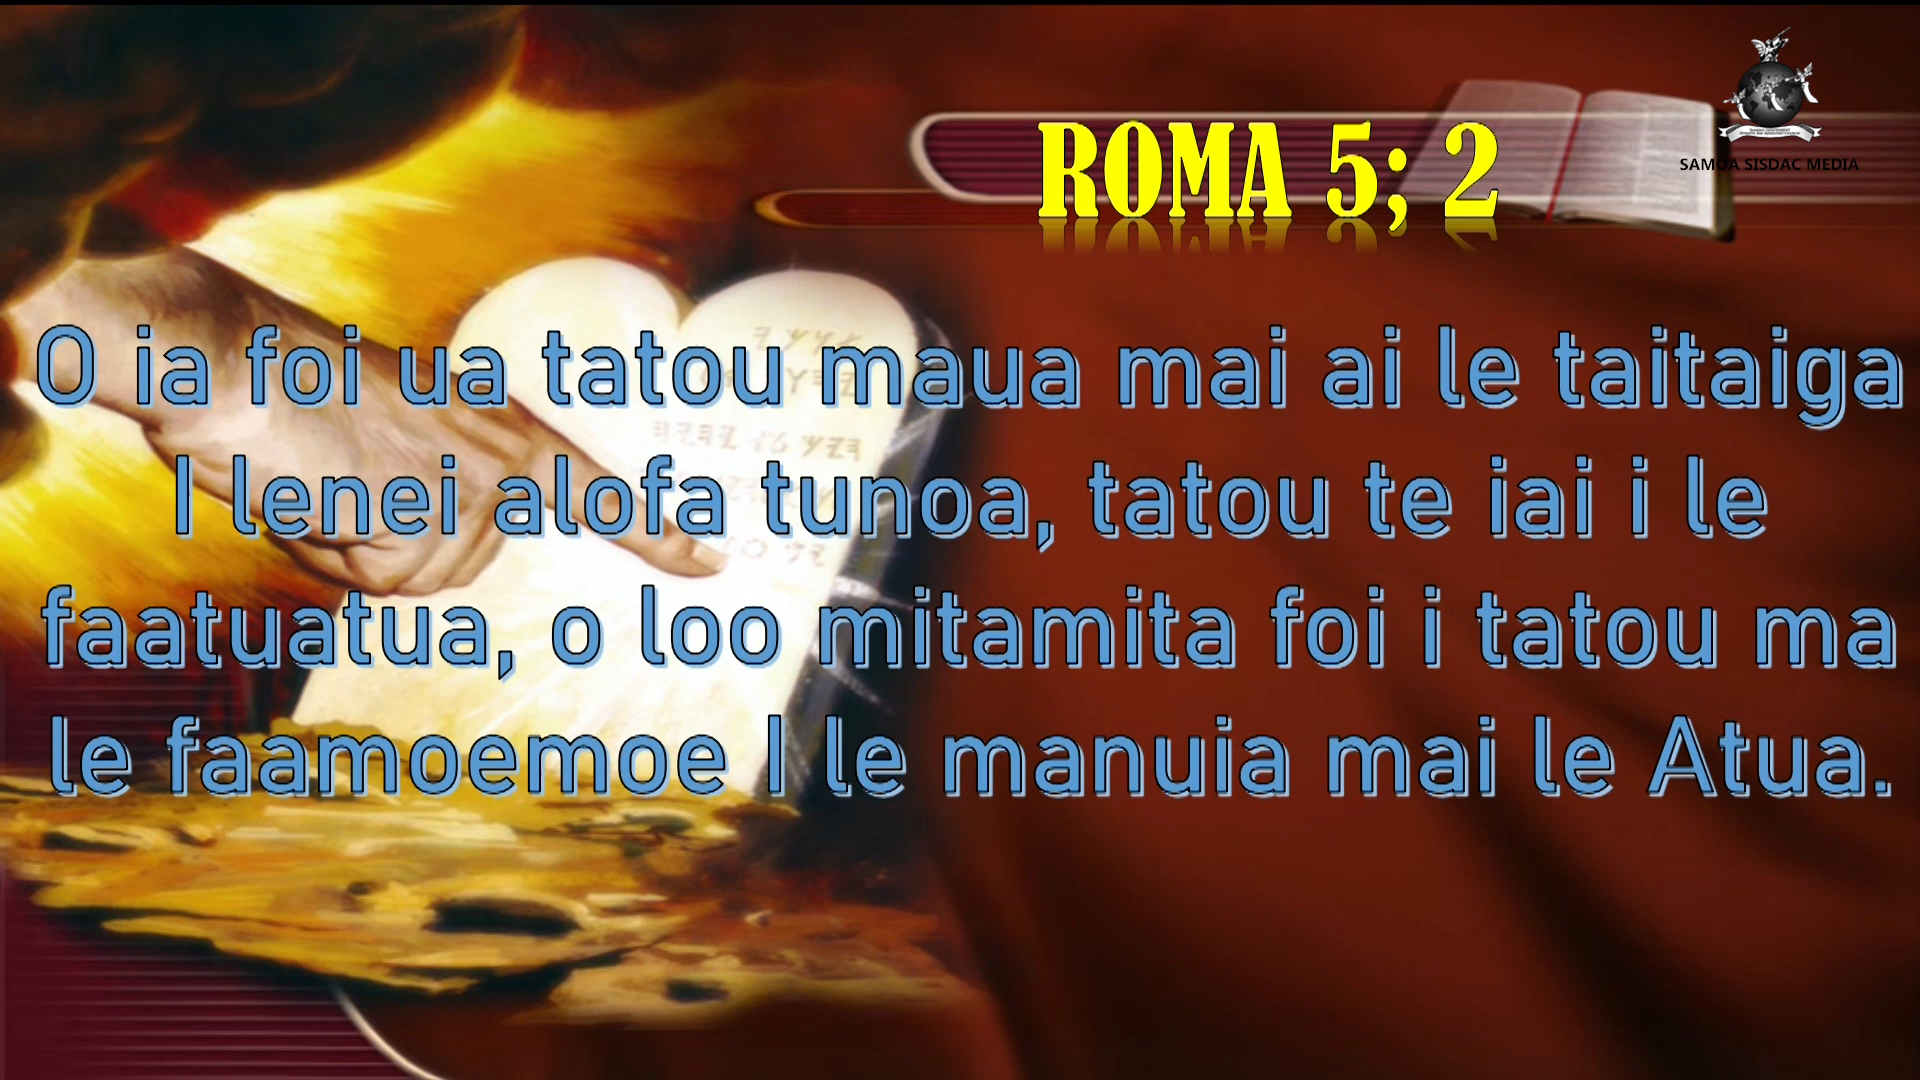 ROMA 5; 2
SAMOA SISDAC MEDIA
O ia foi ua tatou maua mai ai le taitaiga
I lenei alofa tunoa, tatou te iai i le
faatuatua, o loo mitamita foi i tatou ma
le faamoemoe I le manuia mai le Atua.